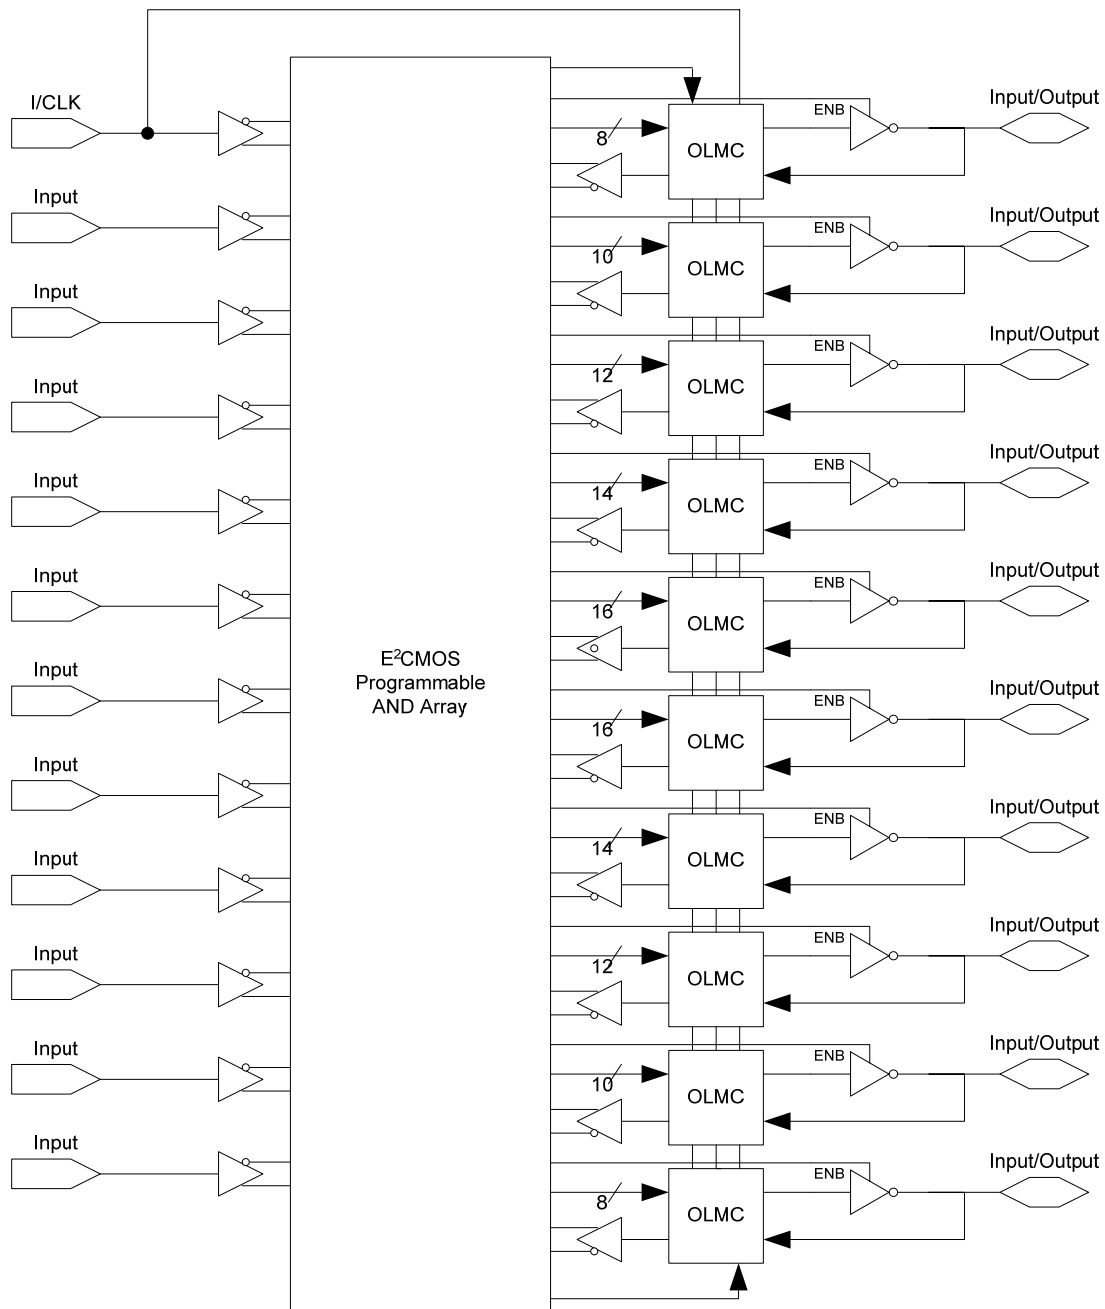 I/CLK
Input
Input
Input
Input
Input
Input
Input
Input
Input
Input
Input
E²CMOS
Programmable
AND Array
8
OLMC
ENB
Input/Output
10
OLMC
ENB
Input/Output
12
OLMC
ENB
Input/Output
14
OLMC
ENB
Input/Output
16
OLMC
ENB
Input/Output
16
OLMC
ENB
Input/Output
14
OLMC
ENB
Input/Output
12
OLMC
ENB
Input/Output
10
OLMC
ENB
Input/Output
8
OLMC
ENB
Input/Output